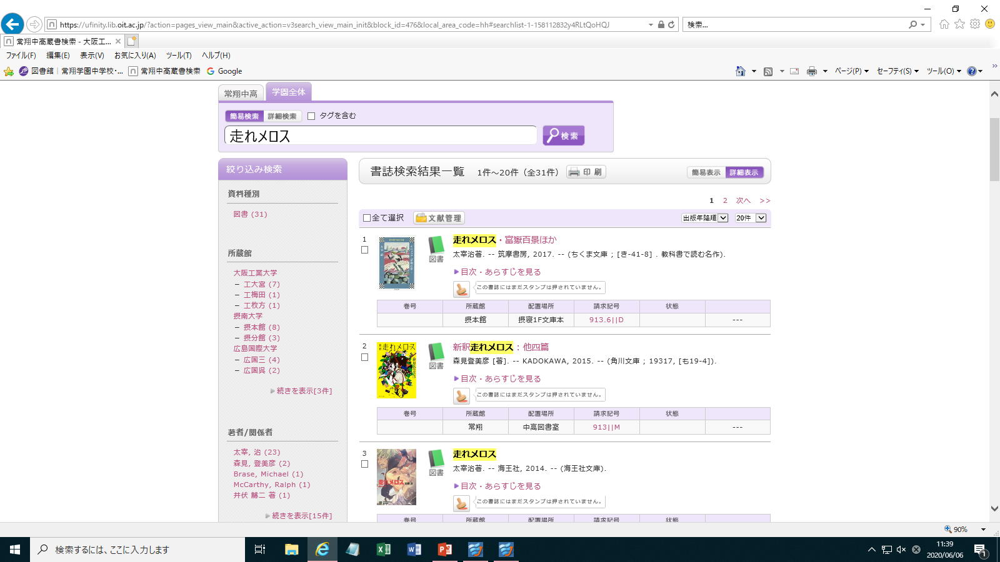 https://ufinity.lib.oit.ac.jp/?action=pages_view_main&active_action=v3search_view_main_init&block_id=476&local_area_code=hh#searchlist-1-158112832y4RLtQoHQJ
検索...
常翔中高蔵書検索 - 大阪工...
ファイル(F) 編集(E) 表示(V) お気に入り(A) ツール(T) ヘルプ(H)
図書館｜常翔学園中学校・... 常翔中高蔵書検索 Google
ページ(P) セーフティ(S) ツール(O)
常翔中高 学園全体
簡易検索 詳細検索 タグを含む
走れメロス 検索
絞り込み検索
資料種別
図書 (31)
所蔵館
大阪工業大学
− 工大宮 (7)
− 工梅田 (1)
− 工枚方 (1)
摂南大学
− 摂本館 (8)
− 摂分館 (3)
広島国際大学
− 広国三 (4)
− 広国呉 (2)
続きを表示[3件]
著者/関係者
太宰, 治 (23)
森見, 登美彦 (2)
Brase, Michael (1)
McCarthy, Ralph (1)
井伏 鱒二 著 (1)
続きを表示[15件]
書誌検索結果一覧 1件～20件（全31件） 印 刷 簡易表示 詳細表示
1 2 次へ >>
全て選択 文献管理 出版年降順 20件
1
図書
走れメロス・富嶽百景ほか
太宰治著. -- 筑摩書房, 2017. -- (ちくま文庫 ; [き-41-8] . 教科書で読む名作).
目次・あらすじを見る
この書誌にはまだスタンプは押されていません。
巻号 所蔵館 配置場所 請求記号 状態
摂本館 摂寝1F文庫本 913.6||D ---
2
走れメロス
図書
新釈走れメロス : 他四篇
森見登美彦 [著]. -- KADOKAWA, 2015. -- (角川文庫 ; 19317, [も19-4]).
目次・あらすじを見る
この書誌にはまだスタンプは押されていません。
巻号 所蔵館 配置場所 請求記号 状態
常翔 中高図書室 913||M ---
3
走れメロス
図書
走れメロス
太宰治著. -- 海王社, 2014. -- (海王社文庫).
目次・あらすじを見る
この書誌にはまだスタンプは押されていません。
巻号 所蔵館 配置場所 請求記号 状態
90%
検索するには、ここに入力します
11:39
2020/06/06
1